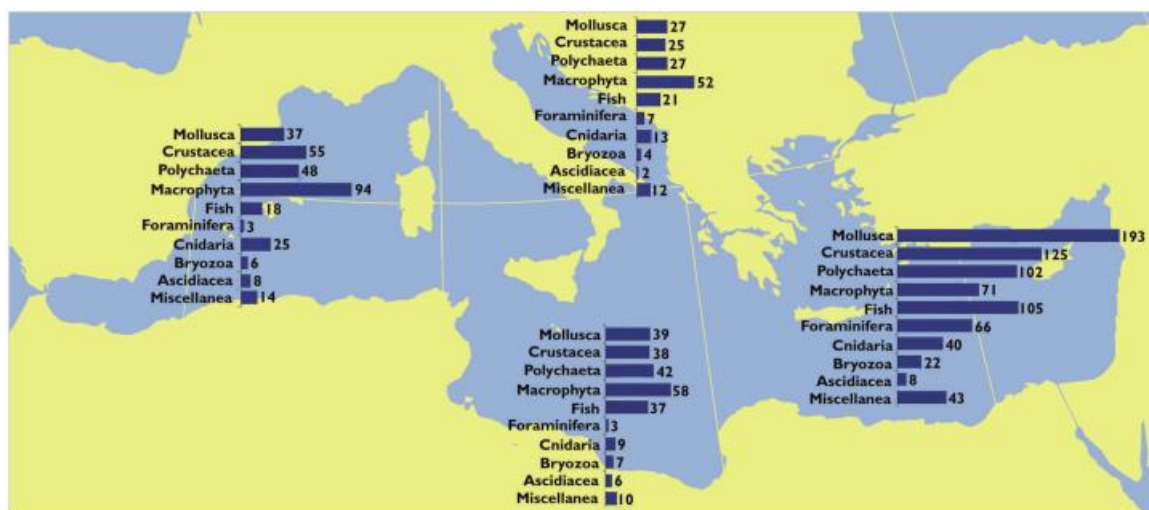 Mollusca 27
Crustacea 25
Polychaeta 27
Macrophyta 52
Fish 21
Foraminifera 7
Cnidaria 13
Bryozoa 4
Ascidiacea 2
Miscellanea 12
Mollusca 37
Crustacea 55
Polychaeta 48
Macrophyta 94
Fish 18
Foraminifera 3
Cnidaria 25
Bryozoa 6
Ascidiacea 8
Miscellanea 14
Mollusca 193
Crustacea 125
Polychaeta 102
Macrophyta 71
Fish 105
Foraminifera 66
Cnidaria 40
Bryozoa 22
Ascidiacea 8
Miscellanea 43
Mollusca 39
Crustacea 38
Polychaeta 42
Macrophyta 58
Fish 37
Foraminifera 3
Cnidaria 9
Bryozoa 7
Ascidiacea 6
Miscellanea 10